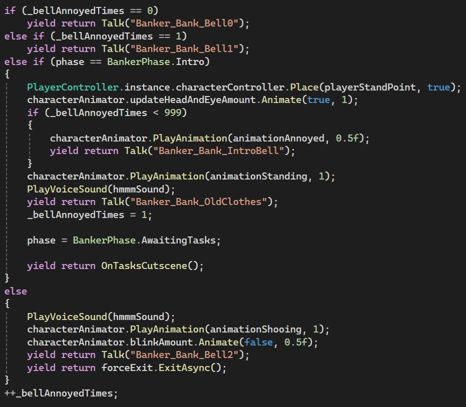 if (_bellAnnoyedTimes == 0)
    yield return Talk("Banker_Bank_Bell0");
else if (_bellAnnoyedTimes == 1)
    yield return Talk("Banker_Bank_Bell1");
else if (phase == BankerPhase.Intro)
{
    PlayerController.instance.characterController.Place(playerStandPoint, true);
    characterAnimator.updateHeadAndEyeAmount.Animate(true, 1);
    if (_bellAnnoyedTimes < 999)
    {
        characterAnimator.PlayAnimation(animationAnnoyed, 0.5f);
        yield return Talk("Banker_Bank_IntroBell");
    }
    characterAnimator.PlayAnimation(animationStanding, 1);
    PlayVoiceSound(hmmmSound);
    yield return Talk("Banker_Bank_OldClothes");
    _bellAnnoyedTimes = 1;

    phase = BankerPhase.AwaitingTasks;

    yield return OnTasksCutscene();
}
else
{
    PlayVoiceSound(hmmmSound);
    characterAnimator.PlayAnimation(animationShooing, 1);
    characterAnimator.blinkAmount.Animate(false, 0.5f);
    yield return Talk("Banker_Bank_Bell2");
    yield return forceExit.ExitAsync();
}
++_bellAnnoyedTimes;